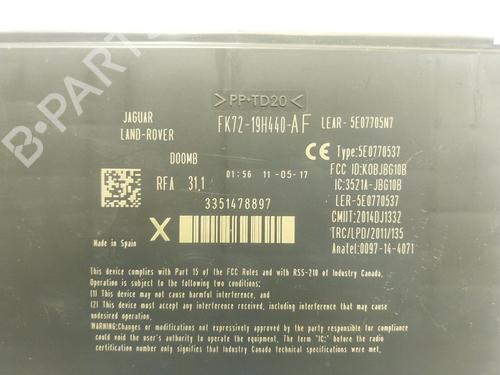 >PP-TD20<
JAGUAR
LAND-ROVER
FK72-19H440-AF
LEAR- 5E07705N7
DOOMB
RFA 31,1
01:56 11-05-17
3351478897
X
Made in Spain
CE Type:5E0770537
FCC ID:KOBJBG10B
IC:3521A-JBG10B
LER-5E0770537
CMIIT:2014DJ1332
TRC/LPD/2011/135
Anatel:0097-14-4071
This device complies with Part 15 of the FCC Rules and with RSS-210 of Industry Canada.
Operation is subject to the following two conditions:
(1) This device may not cause harmful interference, and
(2) This device must accept any interference received, including interference that may cause
undesired operation.
WARNING:Changes or modifications not expressively approved by the party responsible for compliance
could void the user's authority to operate the equipment. The term "IC:" before the radio
certification number only signifies that Industry Canada technical specifications were met.